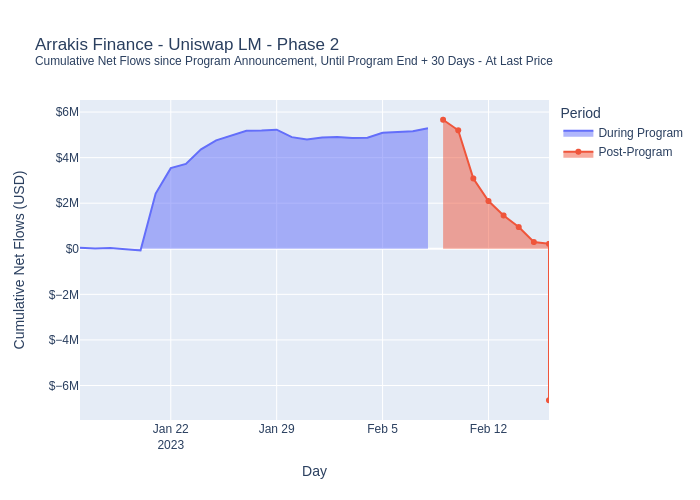 Arrakis Finance - Uniswap LM - Phase 2
Cumulative Net Flows since Program Announcement, Until Program End + 30 Days - At Last Price
Period
During Program
Post-Program
Cumulative Net Flows (USD)
$6M
$4M
$2M
$0
$−2M
$−4M
$−6M
Jan 22
2023
Jan 29
Feb 5
Feb 12
Day